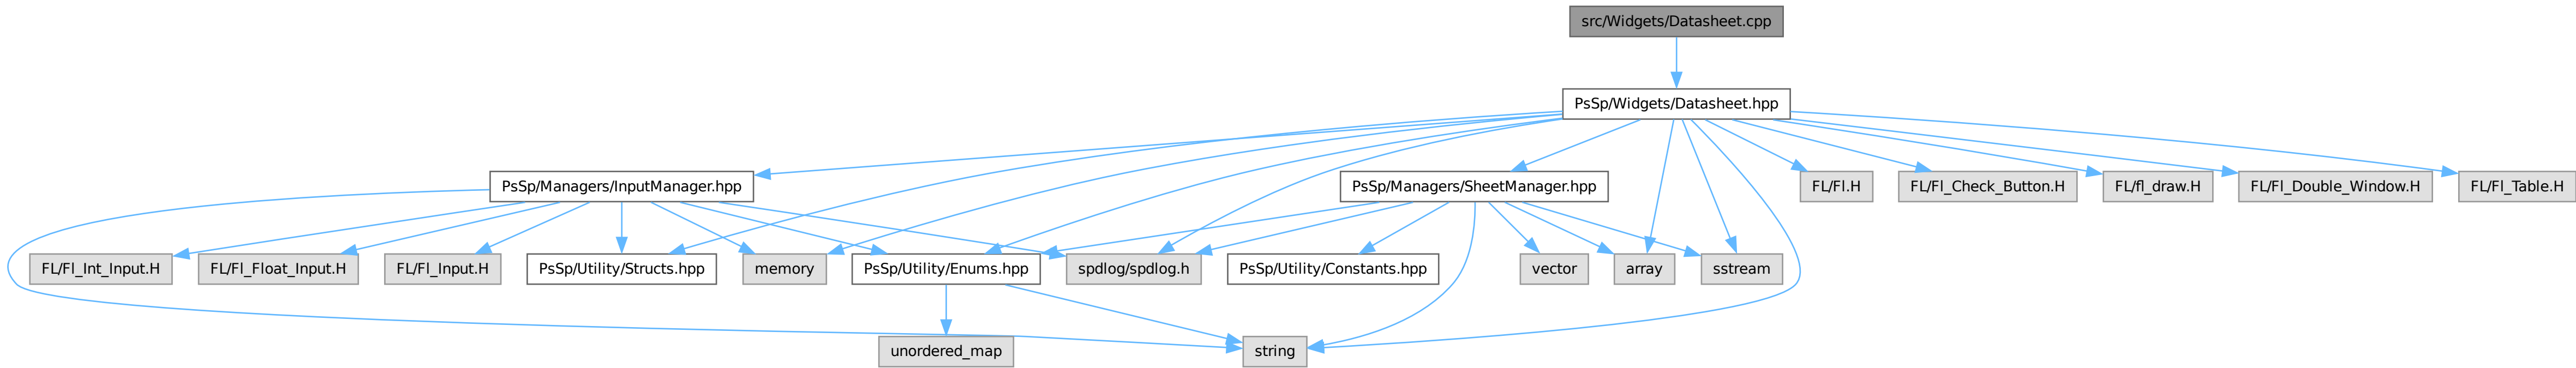 src/Widgets/Datasheet.cpp
PsSp/Widgets/Datasheet.hpp
PsSp/Managers/InputManager.hpp
PsSp/Managers/SheetManager.hpp
FL/Fl.H
FL/Fl_Check_Button.H
FL/fl_draw.H
FL/Fl_Double_Window.H
FL/Fl_Table.H
FL/Fl_Int_Input.H
FL/Fl_Float_Input.H
FL/Fl_Input.H
PsSp/Utility/Structs.hpp
memory
PsSp/Utility/Enums.hpp
spdlog/spdlog.h
PsSp/Utility/Constants.hpp
vector
array
sstream
unordered_map
string